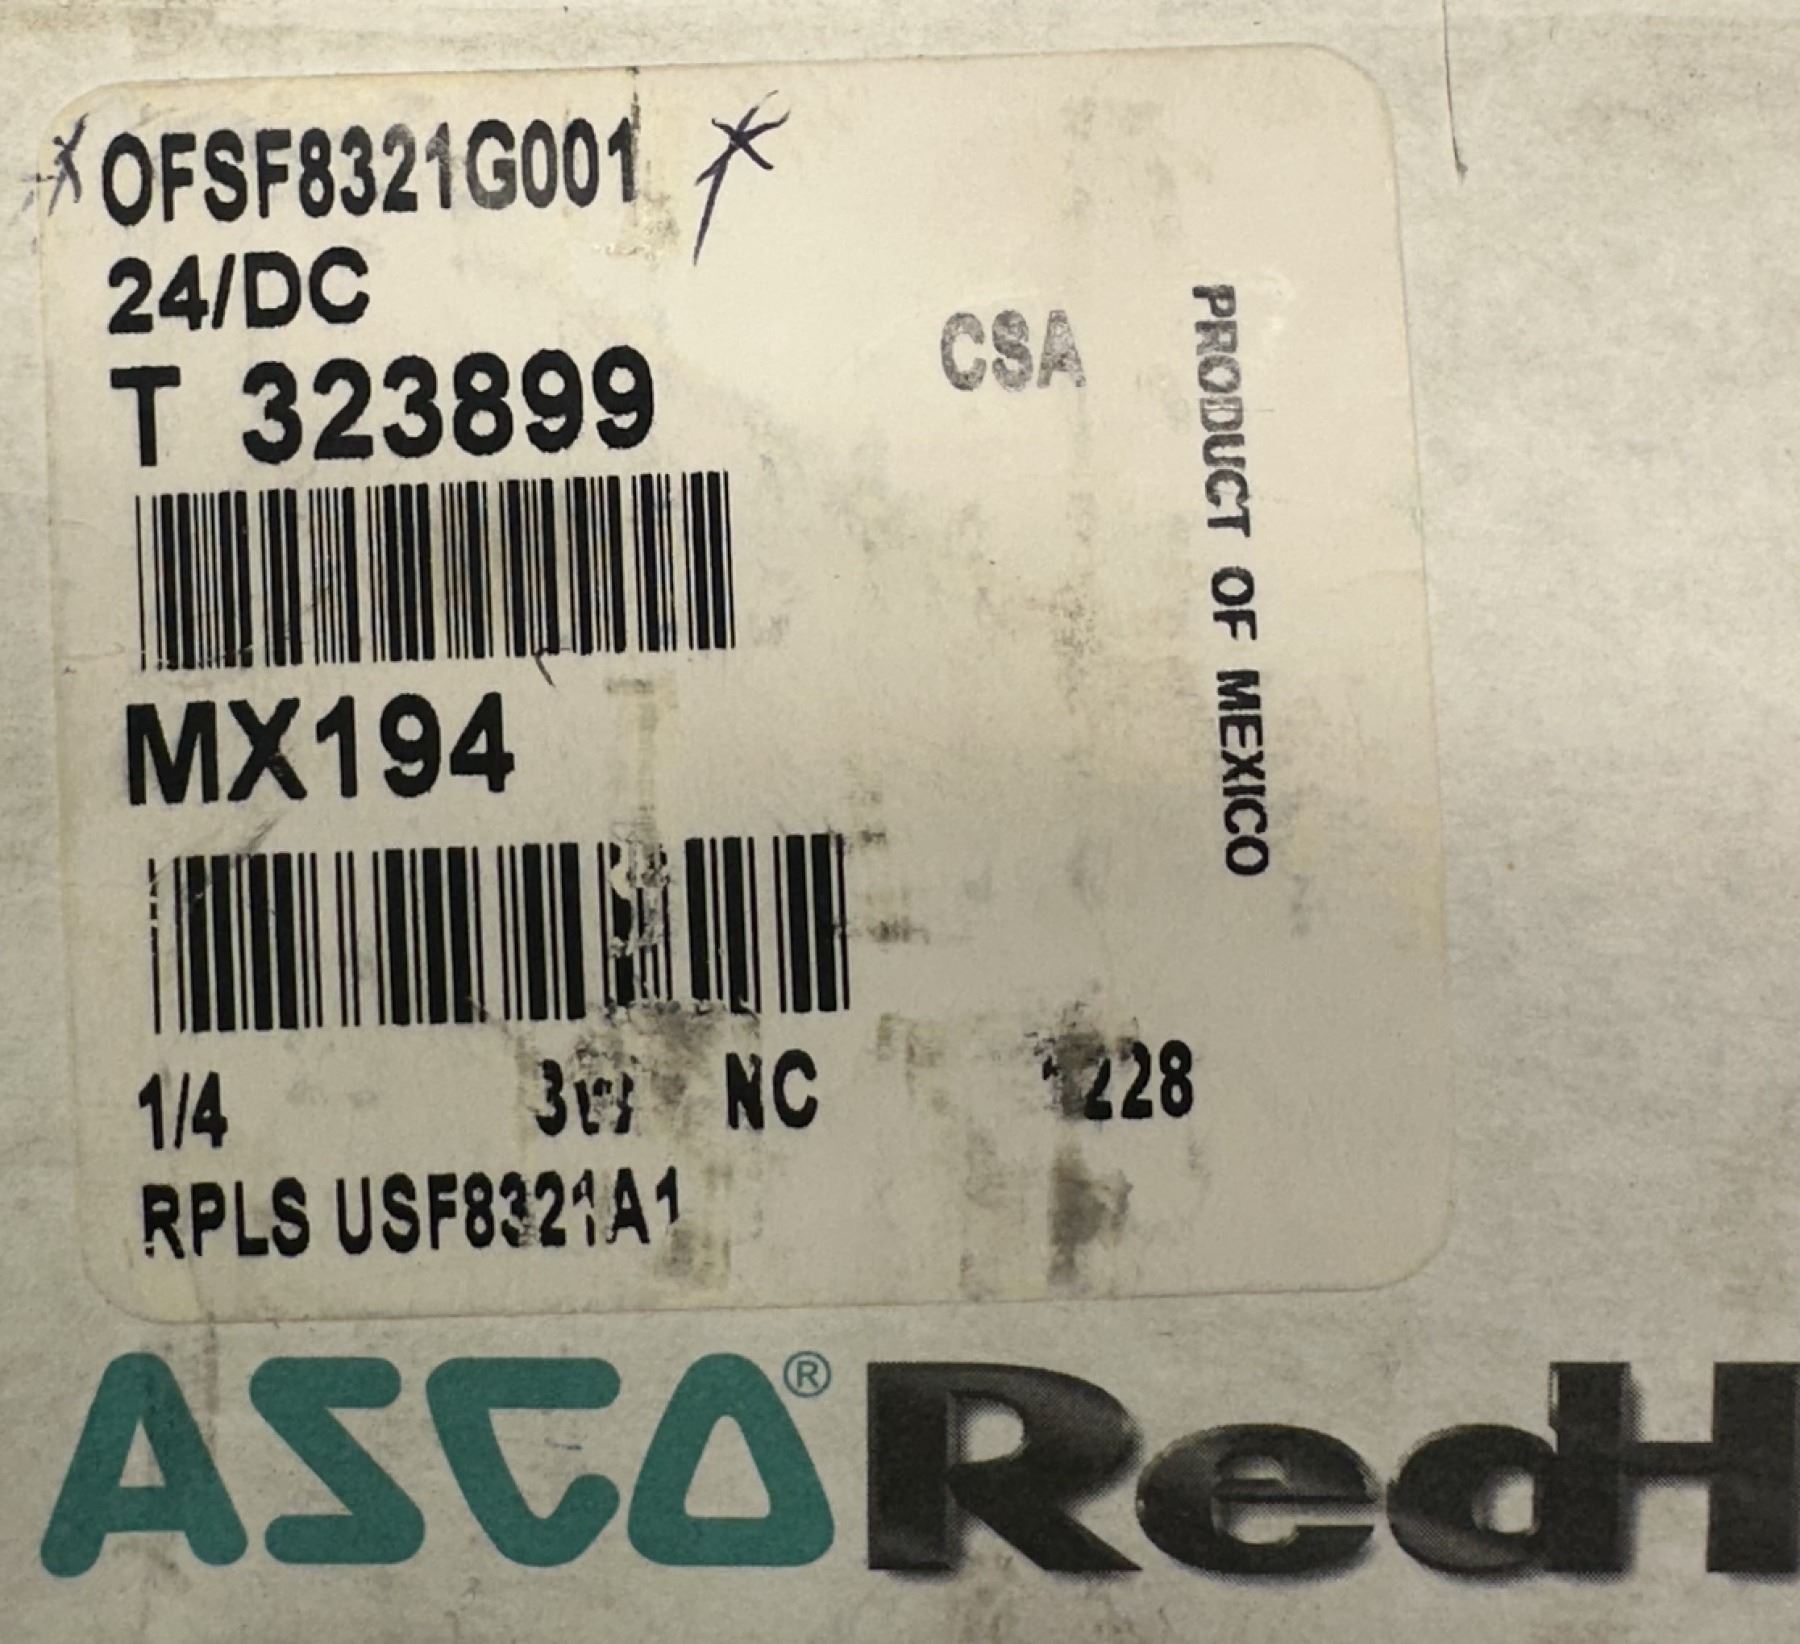 OFSF8321G001
24/DC
T 323899
CSA
PRODUCT OF MEXICO
MX194
1/4 NC
RPLS USF8321A1
ASCO® RedH